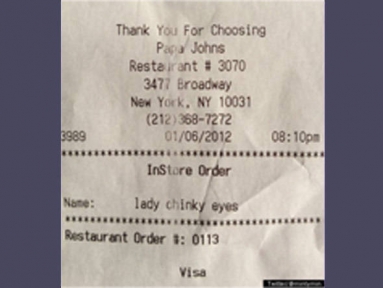 Thank You For Choosing
Papa Johns
Restaurant # 3070
3477 Broadway
New York, NY 10031
(212)368-7272
3989 01/06/2012 08:10pm
InStore Order
Name: lady chinky eyes
Restaurant Order #: 0113
Visa